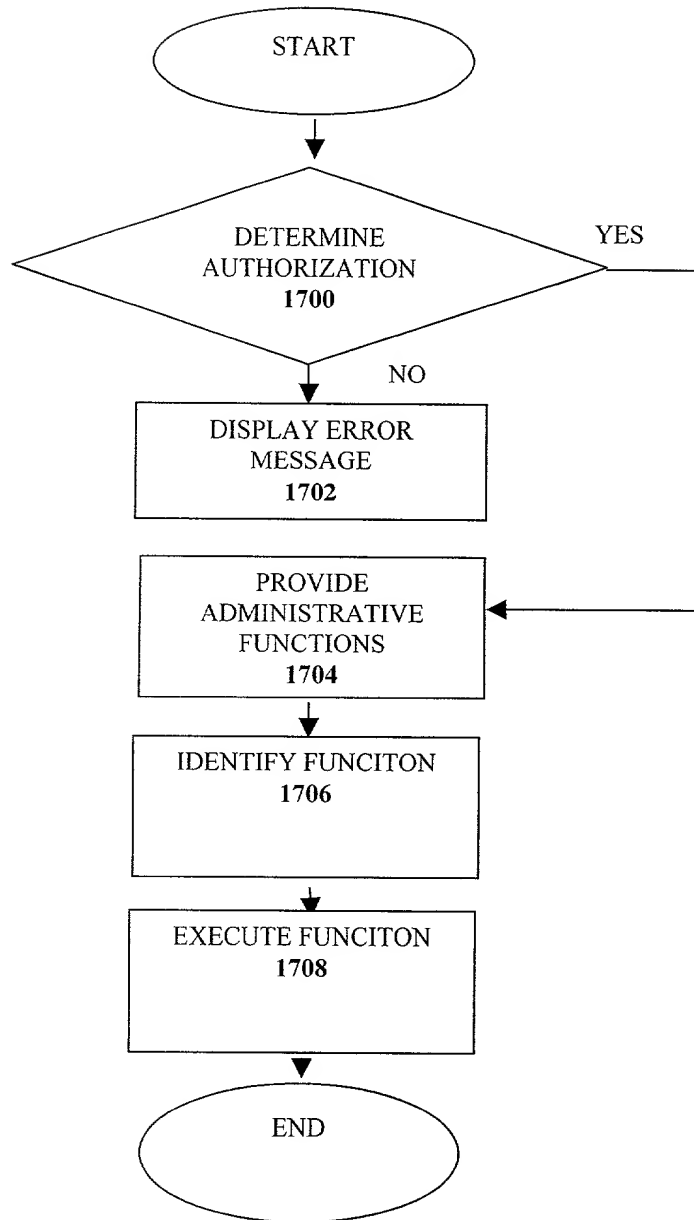 START
DETERMINE
AUTHORIZATION
1700
YES
NO
DISPLAY ERROR
MESSAGE
1702
PROVIDE
ADMINISTRATIVE
FUNCTIONS
1704
IDENTIFY FUNCITON
1706
EXECUTE FUNCITON
1708
END